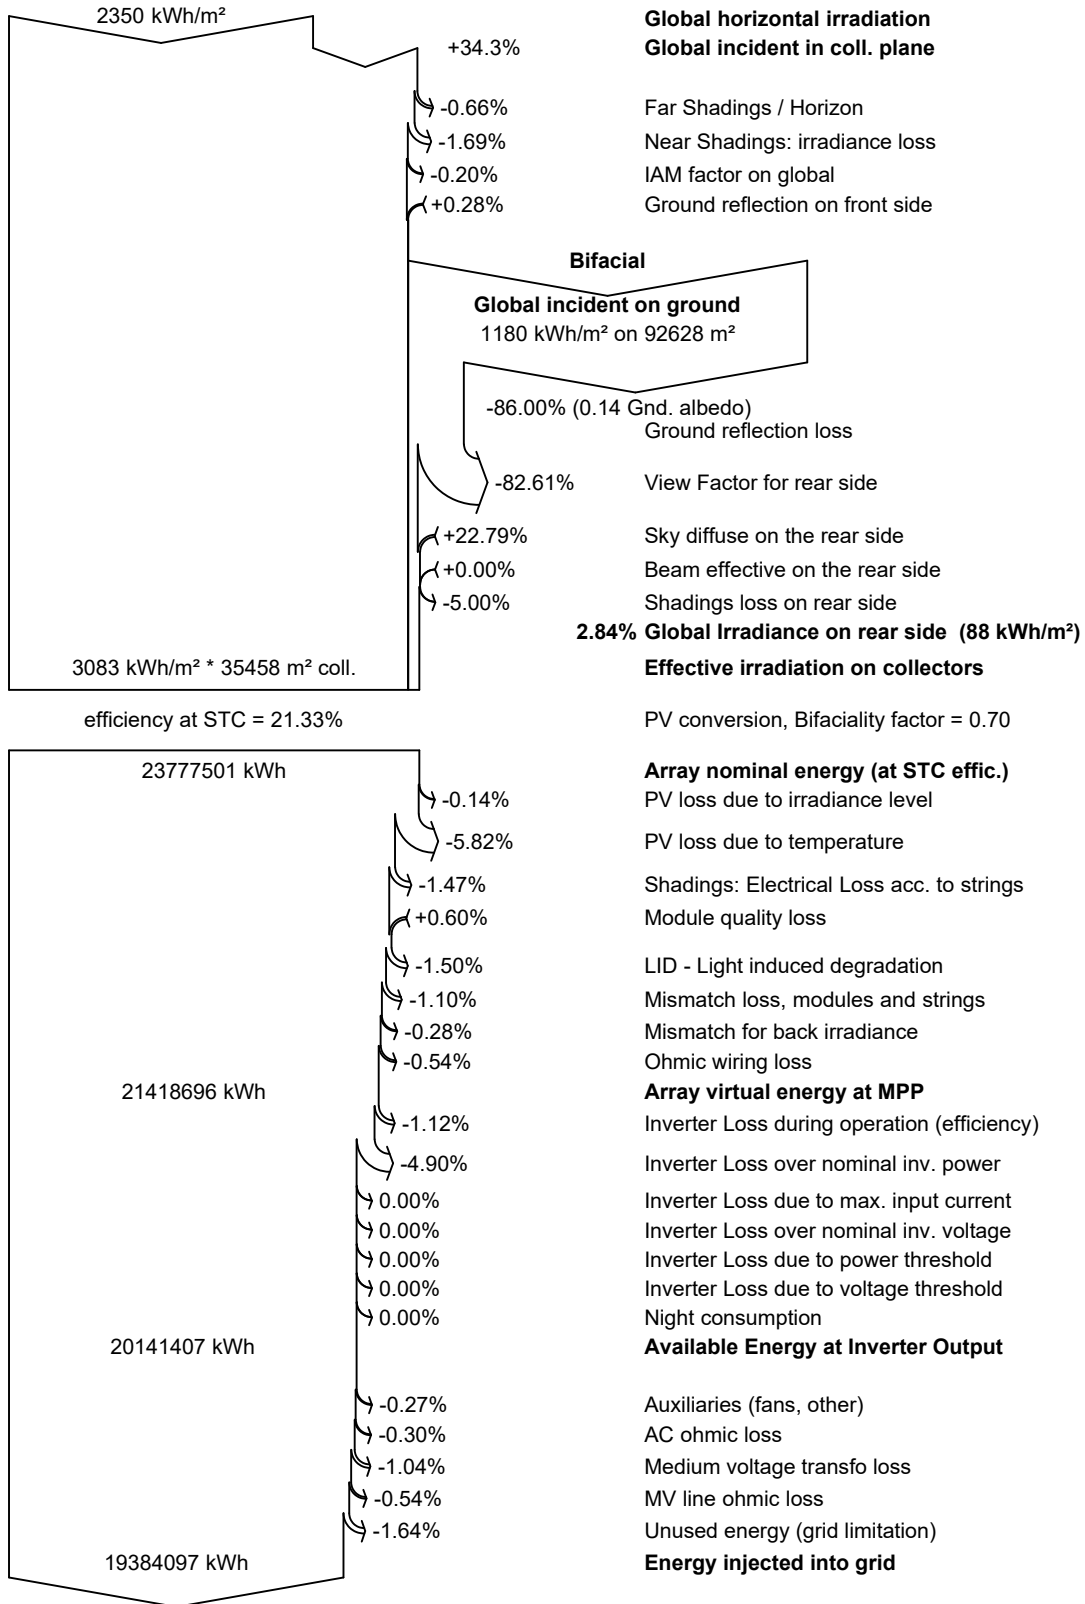 2350 kWh/m² Global horizontal irradiation
+34.3% Global incident in coll. plane
-0.66% Far Shadings / Horizon
-1.69% Near Shadings: irradiance loss
-0.20% IAM factor on global
+0.28% Ground reflection on front side
Bifacial
Global incident on ground
1180 kWh/m² on 92628 m²
-86.00% (0.14 Gnd. albedo)
Ground reflection loss
-82.61% View Factor for rear side
+22.79% Sky diffuse on the rear side
+0.00% Beam effective on the rear side
-5.00% Shadings loss on rear side
2.84% Global Irradiance on rear side (88 kWh/m²)
3083 kWh/m² * 35458 m² coll. Effective irradiation on collectors
efficiency at STC = 21.33% PV conversion, Bifaciality factor = 0.70
23777501 kWh Array nominal energy (at STC effic.)
-0.14% PV loss due to irradiance level
-5.82% PV loss due to temperature
-1.47% Shadings: Electrical Loss acc. to strings
+0.60% Module quality loss
-1.50% LID - Light induced degradation
-1.10% Mismatch loss, modules and strings
-0.28% Mismatch for back irradiance
-0.54% Ohmic wiring loss
21418696 kWh Array virtual energy at MPP
-1.12% Inverter Loss during operation (efficiency)
-4.90% Inverter Loss over nominal inv. power
0.00% Inverter Loss due to max. input current
0.00% Inverter Loss over nominal inv. voltage
0.00% Inverter Loss due to power threshold
0.00% Inverter Loss due to voltage threshold
0.00% Night consumption
20141407 kWh Available Energy at Inverter Output
-0.27% Auxiliaries (fans, other)
-0.30% AC ohmic loss
-1.04% Medium voltage transfo loss
-0.54% MV line ohmic loss
-1.64% Unused energy (grid limitation)
19384097 kWh Energy injected into grid